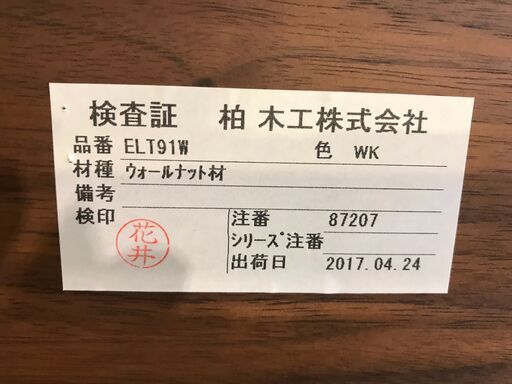 検査証 柏木工株式会社
品番 ELT91W 色 WK
材種 ウォールナット材
備考
検印 注番 87207
花井 シリーズ注番
出荷日 2017.04.24